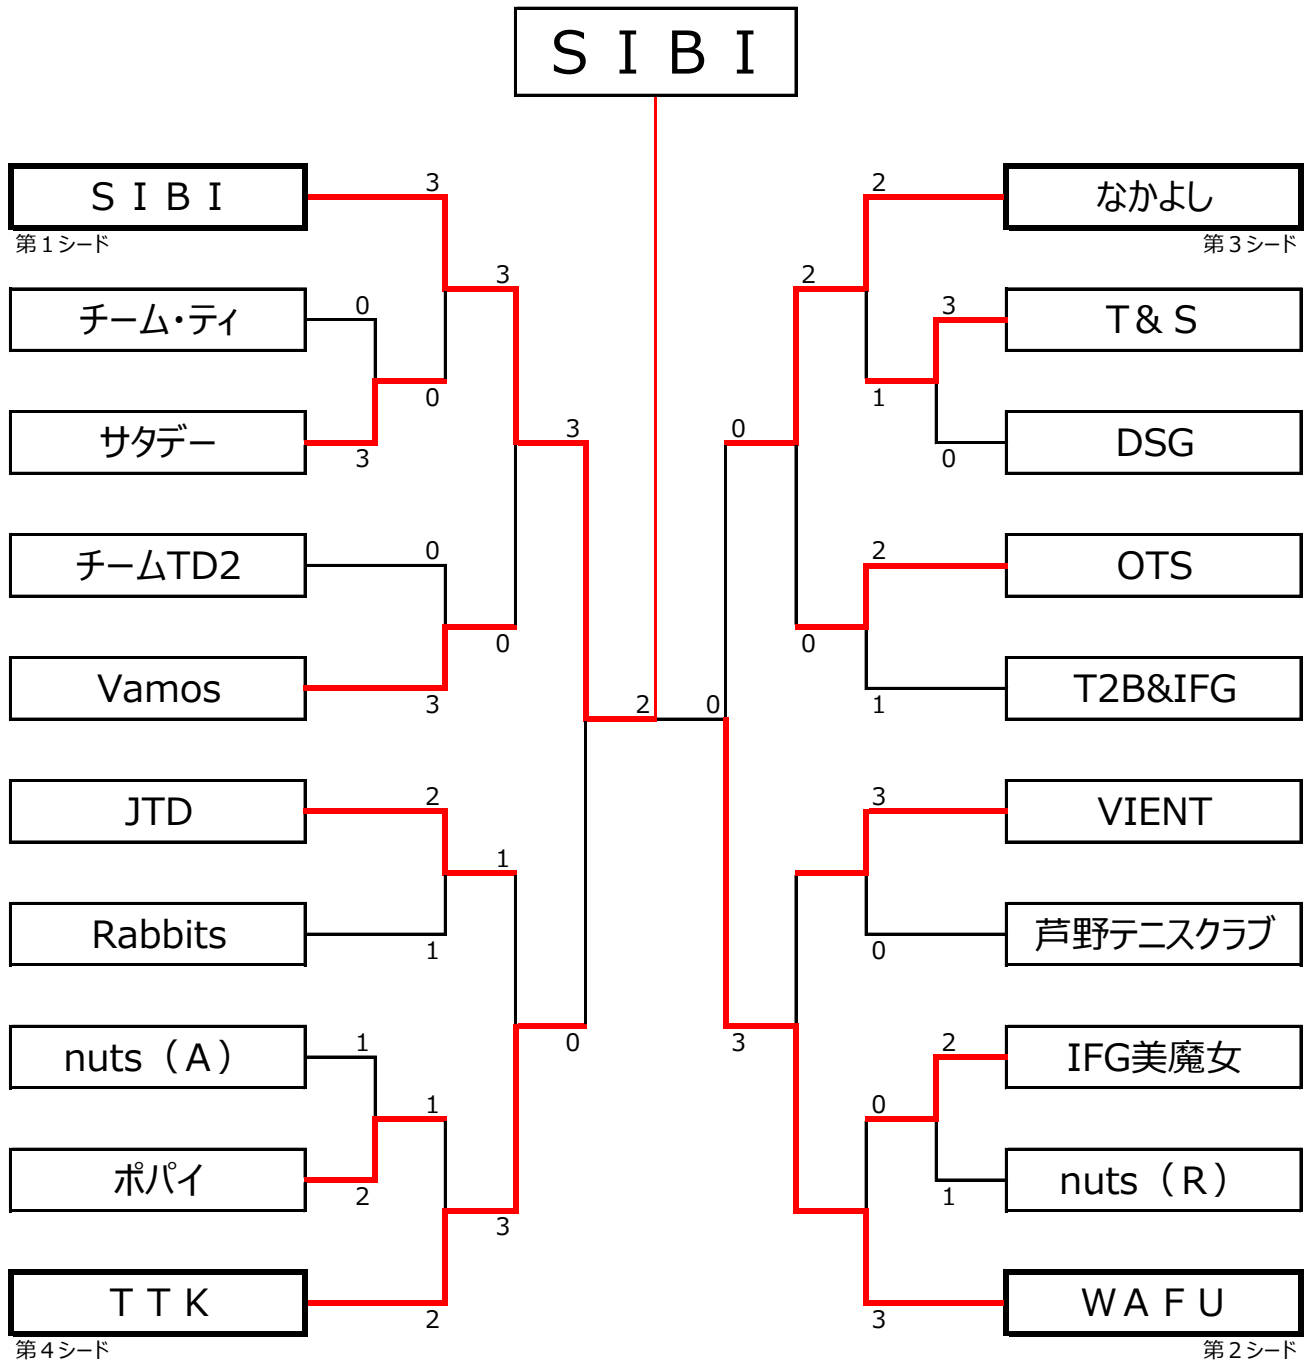 ＳＩＢＩ
ＳＩＢＩ
第１シード
3
チーム・ティ
0
3
サタデー
3
0
チームTD2
0
3
Vamos
3
0
JTD
2
1
Rabbits
1
nuts（Ａ）
1
0
ポパイ
2
1
ＴＴＫ
第４シード
2
3
2
0
なかよし
第３シード
2
2
T＆Ｓ
3
1
DSG
0
0
OTS
2
0
T2B&IFG
1
VIENT
3
芦野テニスクラブ
0
IFG美魔女
2
3
0
nuts（Ｒ）
1
ＷＡＦＵ
第２シード
3